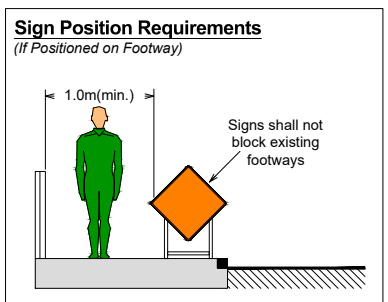 Sign Position Requirements
(If Positioned on Footway)
1.0m(min.)
Signs shall not
block existing
footways